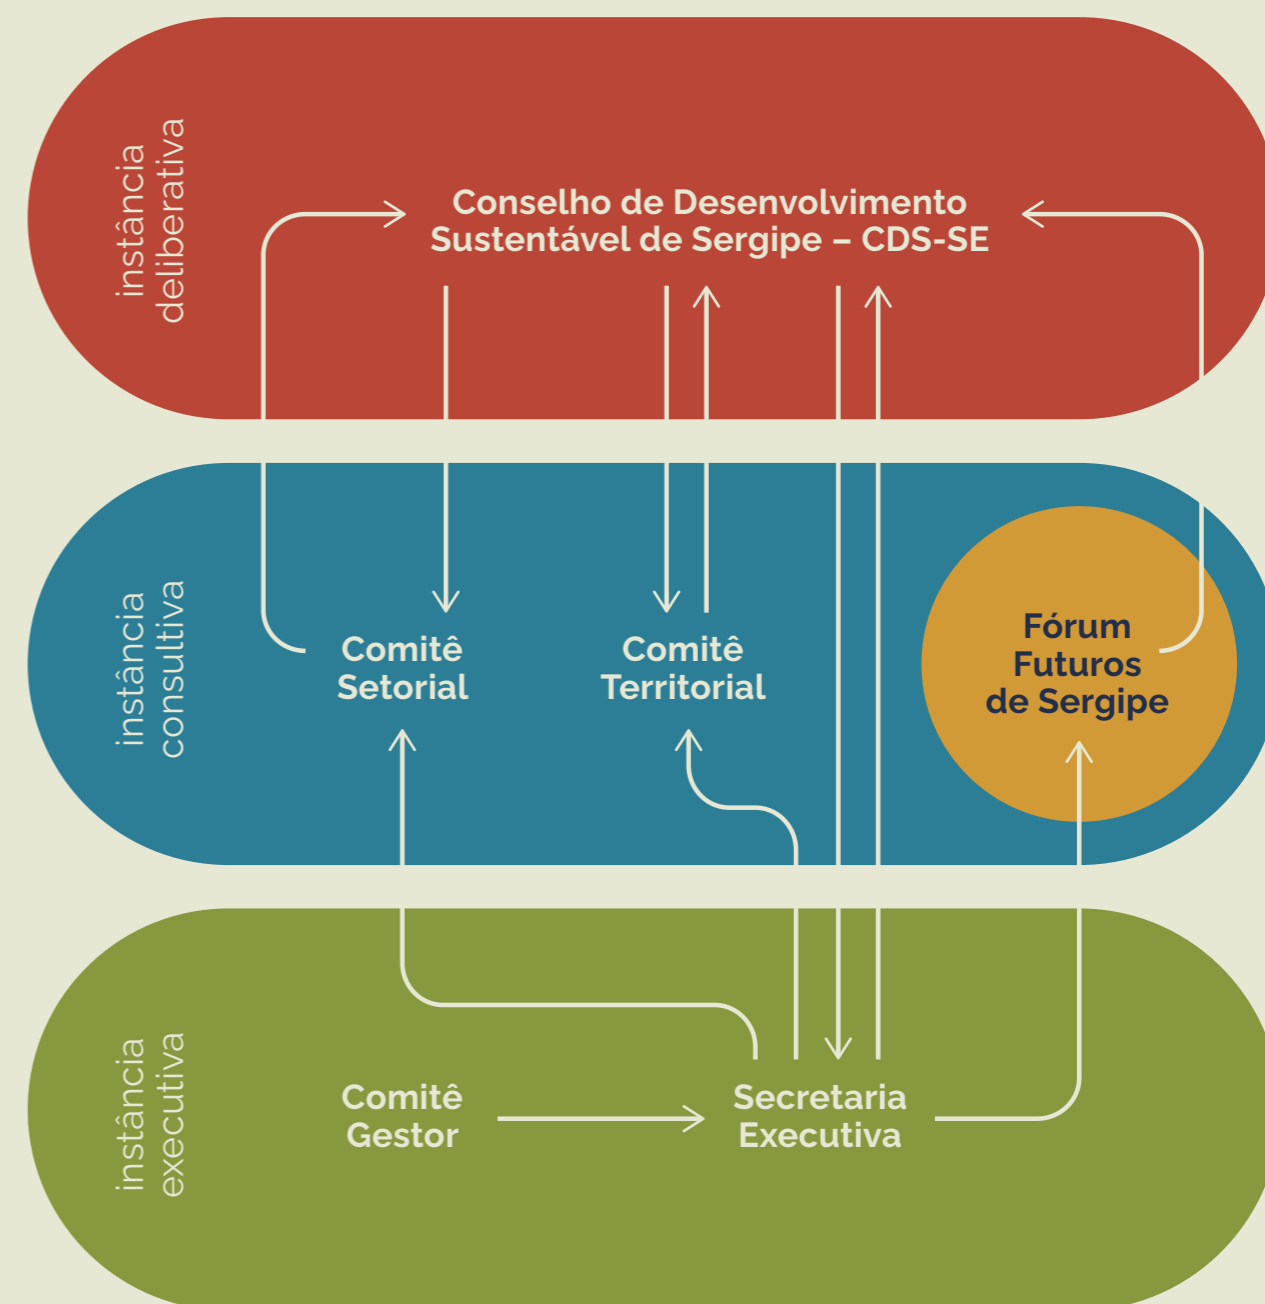 instância
deliberativa
Conselho de Desenvolvimento
Sustentável de Sergipe – CDS-SE
instância
consultiva
Comitê
Setorial
Comitê
Territorial
Fórum
Futuros
de Sergipe
instância
executiva
Comitê
Gestor
Secretaria
Executiva